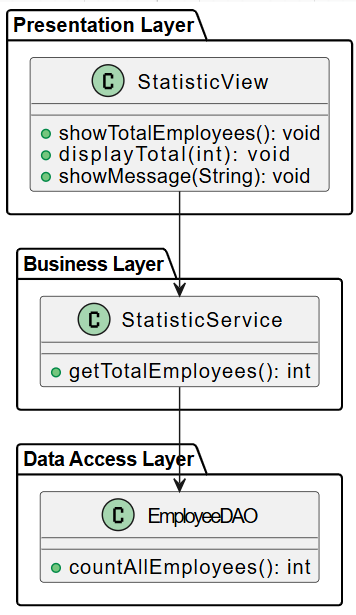 Presentation Layer
C StatisticView
showTotalEmployees(): void
displayTotal(int): void
showMessage(String): void
Business Layer
C StatisticService
getTotalEmployees(): int
Data Access Layer
C EmployeeDAO
countAllEmployees(): int